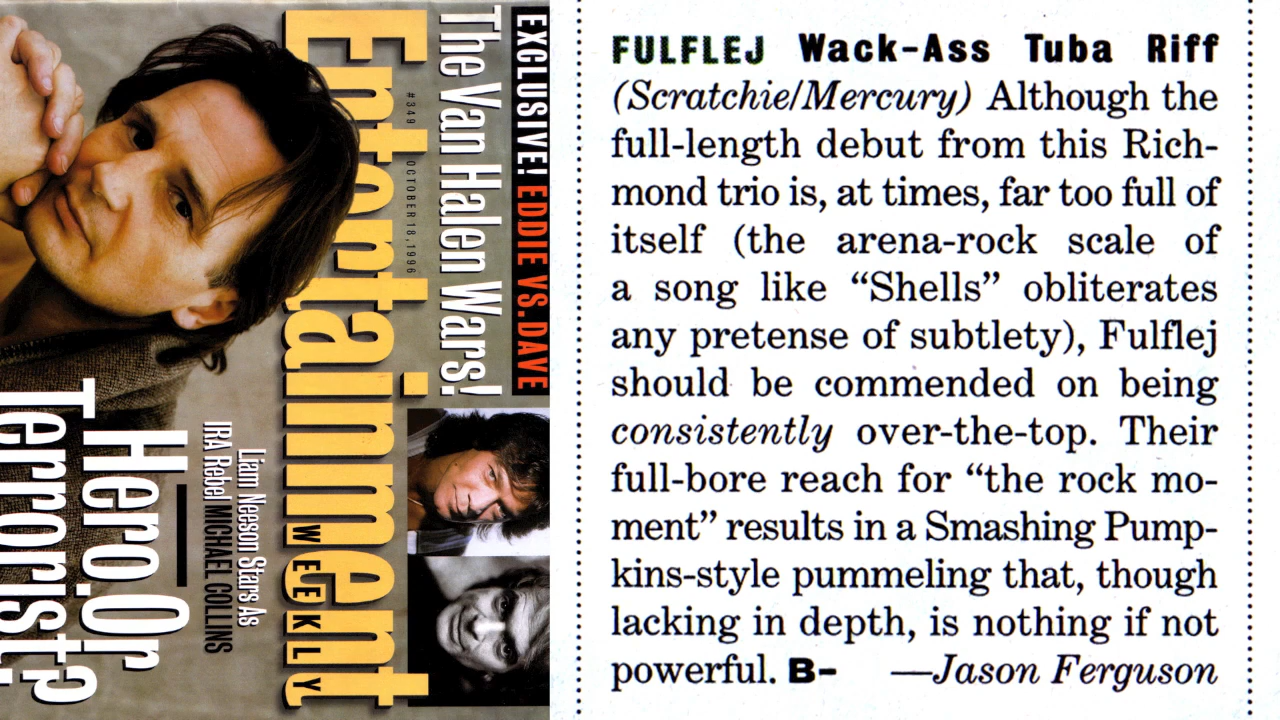 EXCLUSIVE! EDDIE VS. DAVE
The Van Halen Wars!
Entertainment
WEEKLY
#349 OCTOBER 18, 1996
Liam Neeson Stars As
IRA Rebel MICHAEL COLLINS
Hero Or
Terrorist?
FULFLEJ Wack-Ass Tuba Riff
(Scratchie/Mercury) Although the
full-length debut from this Rich-
mond trio is, at times, far too full of
itself (the arena-rock scale of
a song like “Shells” obliterates
any pretense of subtlety), Fulflej
should be commended on being
consistently over-the-top. Their
full-bore reach for “the rock mo-
ment” results in a Smashing Pump-
kins-style pummeling that, though
lacking in depth, is nothing if not
powerful. B– —Jason Ferguson